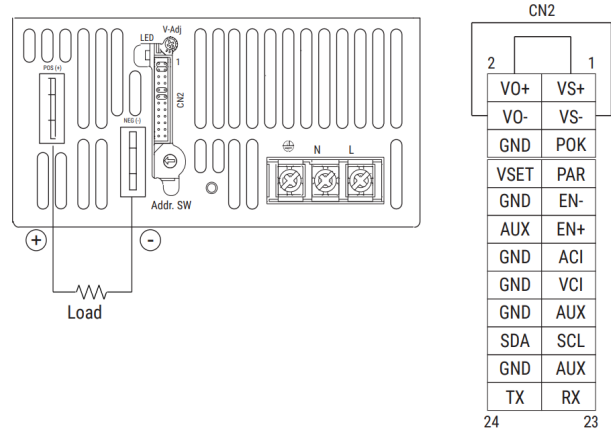 V-Adj
LED
1
POS (+)
CN2
NEG (-)
N L
Addr. SW
+ -
Load
CN2
2 1
VO+ VS+
VO- VS-
GND POK
VSET PAR
GND EN-
AUX EN+
GND ACI
GND VCI
GND AUX
SDA SCL
GND AUX
TX RX
24 23